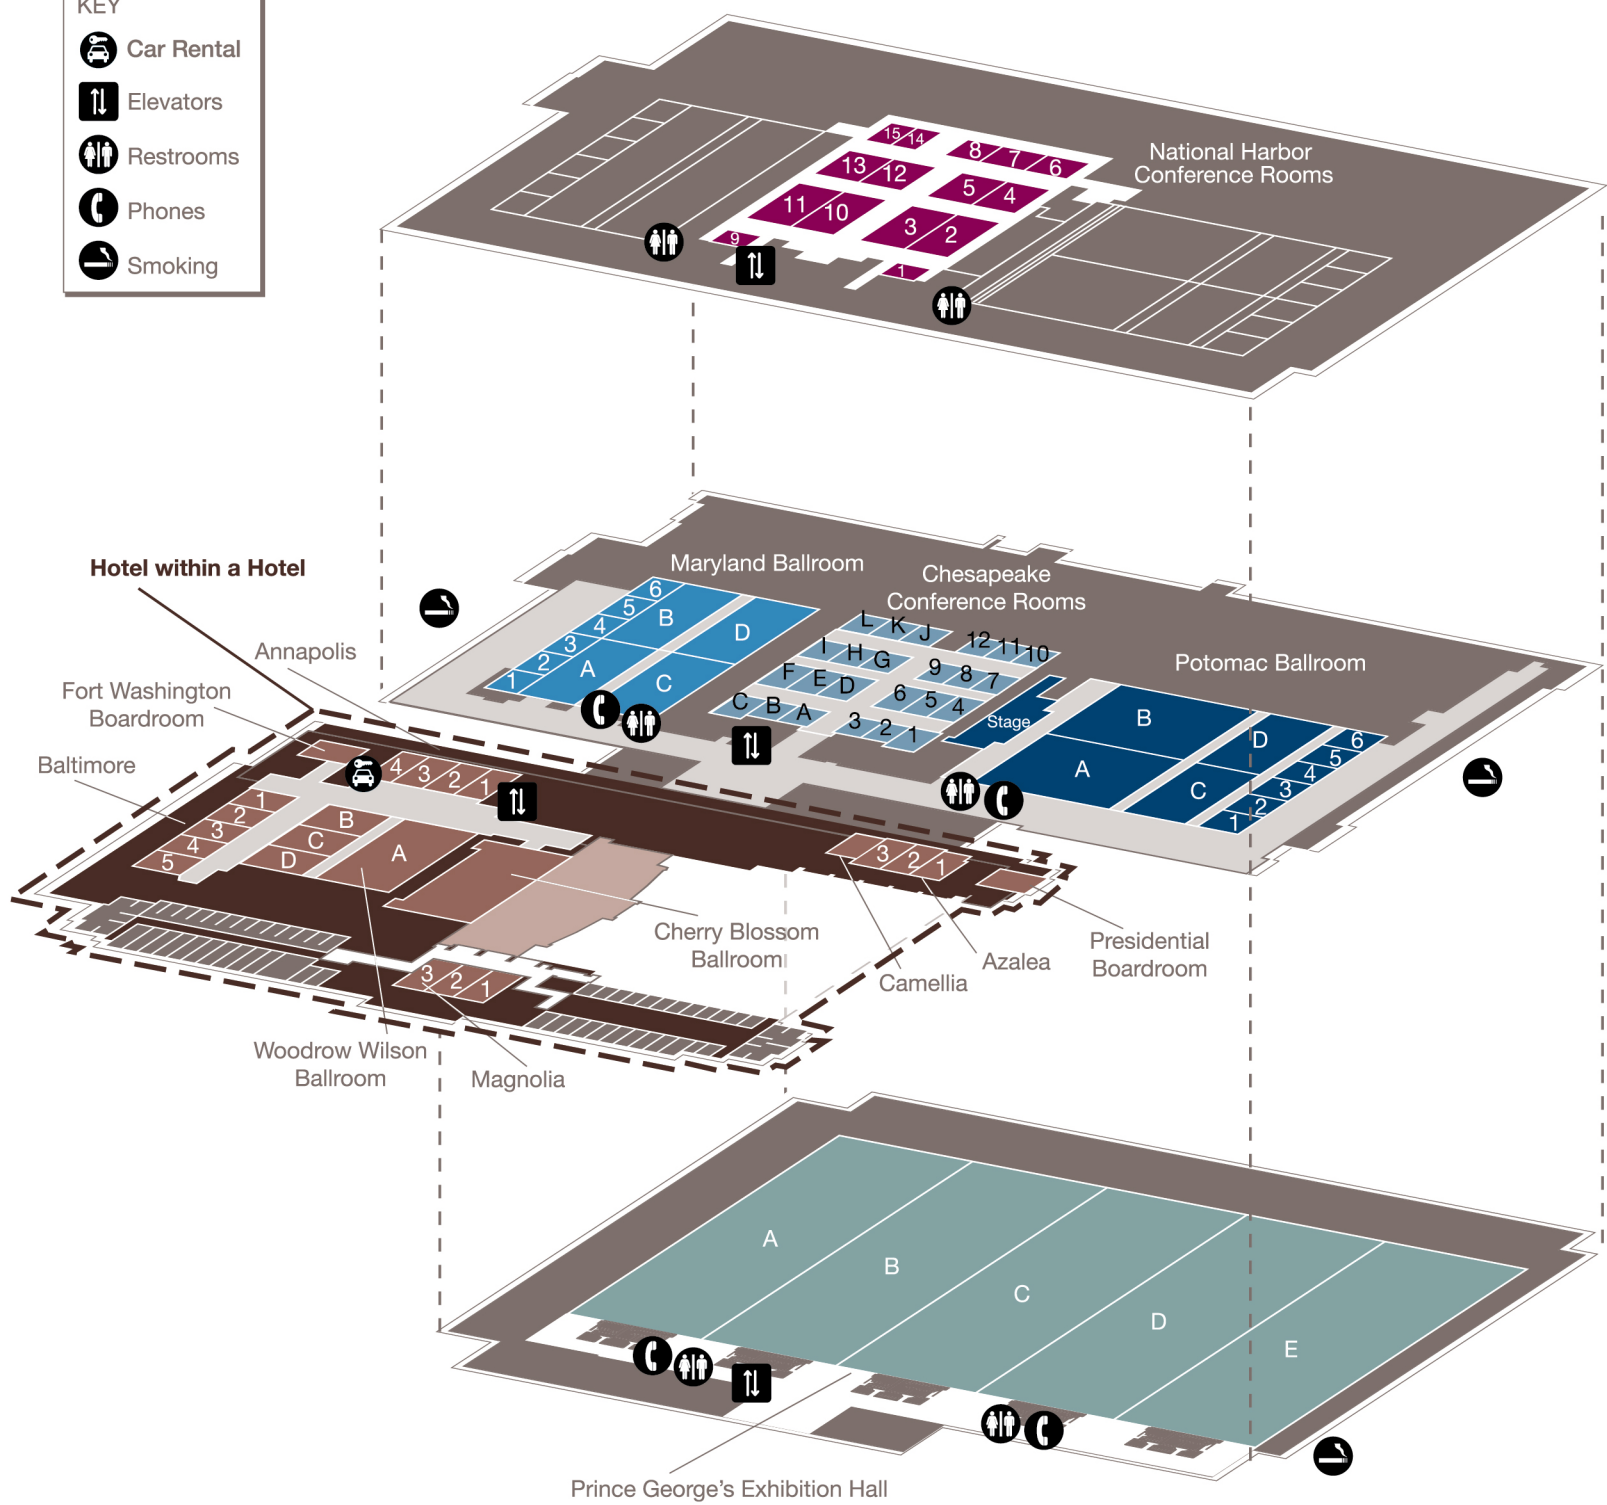 KEY
Car Rental
Elevators
Restrooms
Phones
Smoking
National Harbor
Conference Rooms
15 14
8 7 6
13 12
5 4
11 10
3 2
9
1
Hotel within a Hotel
Maryland Ballroom
Chesapeake
Conference Rooms
Potomac Ballroom
6
5
4
3
2
1
B
D
A
C
L K J
12 11 10
I H G
9 8 7
F E D
6 5 4
C B A
3 2 1
Stage
B
D
A
C
6
5
4
3
2
1
Annapolis
Fort Washington
Boardroom
Baltimore
4 3 2 1
1
2
3
4
5
B
C
D
A
3 2 1
3 2 1
Cherry Blossom
Ballroom
Camellia
Azalea
Presidential
Boardroom
Woodrow Wilson
Ballroom
Magnolia
A
B
C
D
E
Prince George's Exhibition Hall